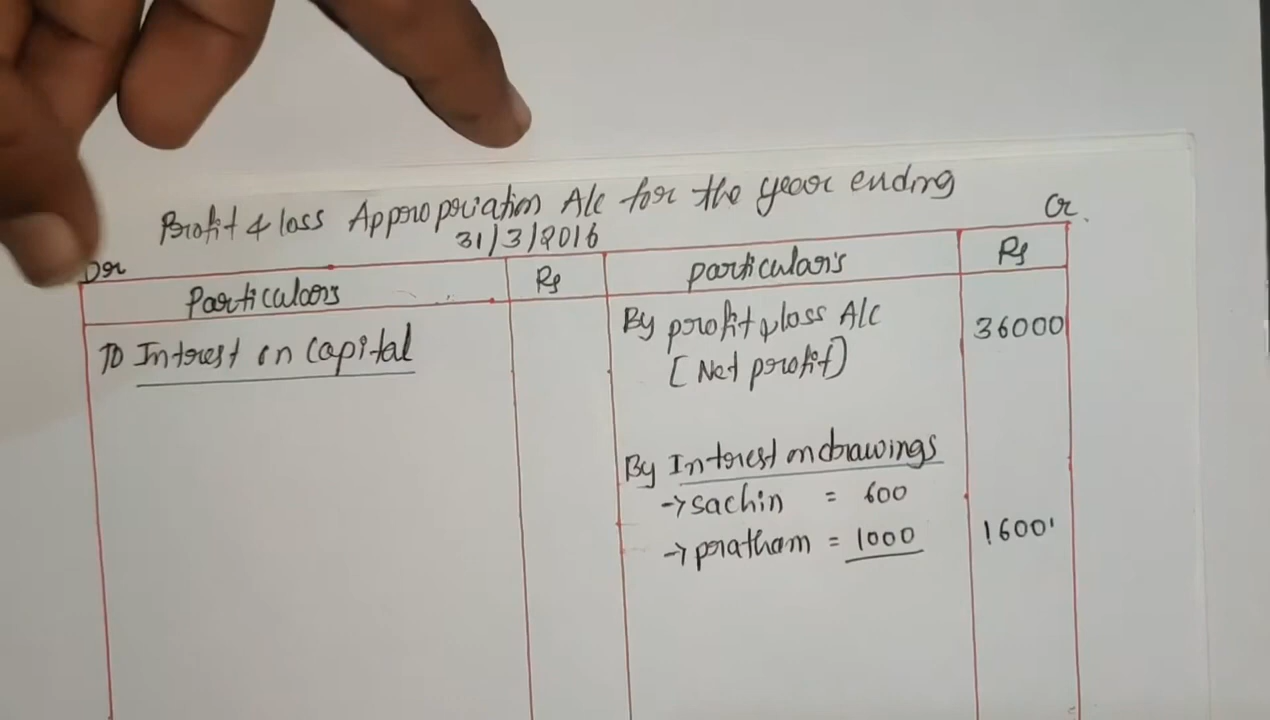 Profit & loss Appropriation A/c for the year ending
31/3/2016
Dr
Cr.
Particulars
Rs
particulars
Rs
To Interest on capital
By profit & loss A/c
36000
[Net profit)
By Interest on drawings
→ sachin = 600
→ pratham = 1000
1600